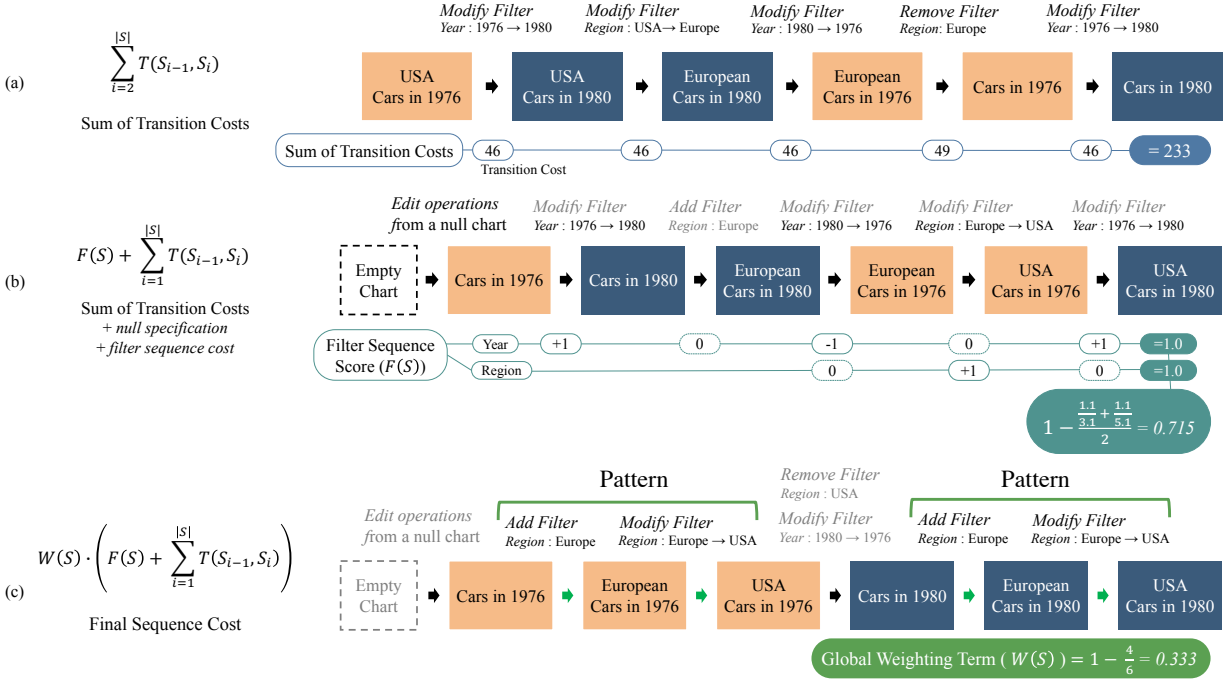 (a)
\sum_{i=2}^{|S|} T(S_{i-1}, S_i)
Sum of Transition Costs
Modify Filter
Year : 1976 → 1980
Modify Filter
Region : USA→ Europe
Modify Filter
Year : 1980 → 1976
Remove Filter
Region: Europe
Modify Filter
Year : 1976 → 1980
USA
Cars in 1976
USA
Cars in 1980
European
Cars in 1980
European
Cars in 1976
Cars in 1976
Cars in 1980
Sum of Transition Costs
46
46
46
49
46
= 233
Transition Cost
(b)
F(S) + \sum_{i=1}^{|S|} T(S_{i-1}, S_i)
Sum of Transition Costs
+ null specification
+ filter sequence cost
Edit operations
from a null chart
Modify Filter
Year : 1976 → 1980
Add Filter
Region : Europe
Modify Filter
Year : 1980 → 1976
Modify Filter
Region : Europe → USA
Modify Filter
Year : 1976 → 1980
Empty
Chart
Cars in 1976
Cars in 1980
European
Cars in 1980
European
Cars in 1976
USA
Cars in 1976
USA
Cars in 1980
Filter Sequence
Score (F(S))
Year
+1
0
-1
0
+1
=1.0
Region
0
+1
0
=1.0
1 - \frac{\frac{1.1}{3.1} + \frac{1.1}{5.1}}{2} = 0.715
(c)
W(S) \cdot \left( F(S) + \sum_{i=1}^{|S|} T(S_{i-1}, S_i) \right)
Final Sequence Cost
Pattern
Pattern
Edit operations
from a null chart
Add Filter
Region : Europe
Modify Filter
Region : Europe → USA
Remove Filter
Region : USA
Modify Filter
Year : 1980 → 1976
Add Filter
Region : Europe
Modify Filter
Region : Europe → USA
Empty
Chart
Cars in 1976
European
Cars in 1976
USA
Cars in 1976
Cars in 1980
European
Cars in 1980
USA
Cars in 1980
Global Weighting Term ( W(S) ) = 1 − \frac{4}{6} = 0.333